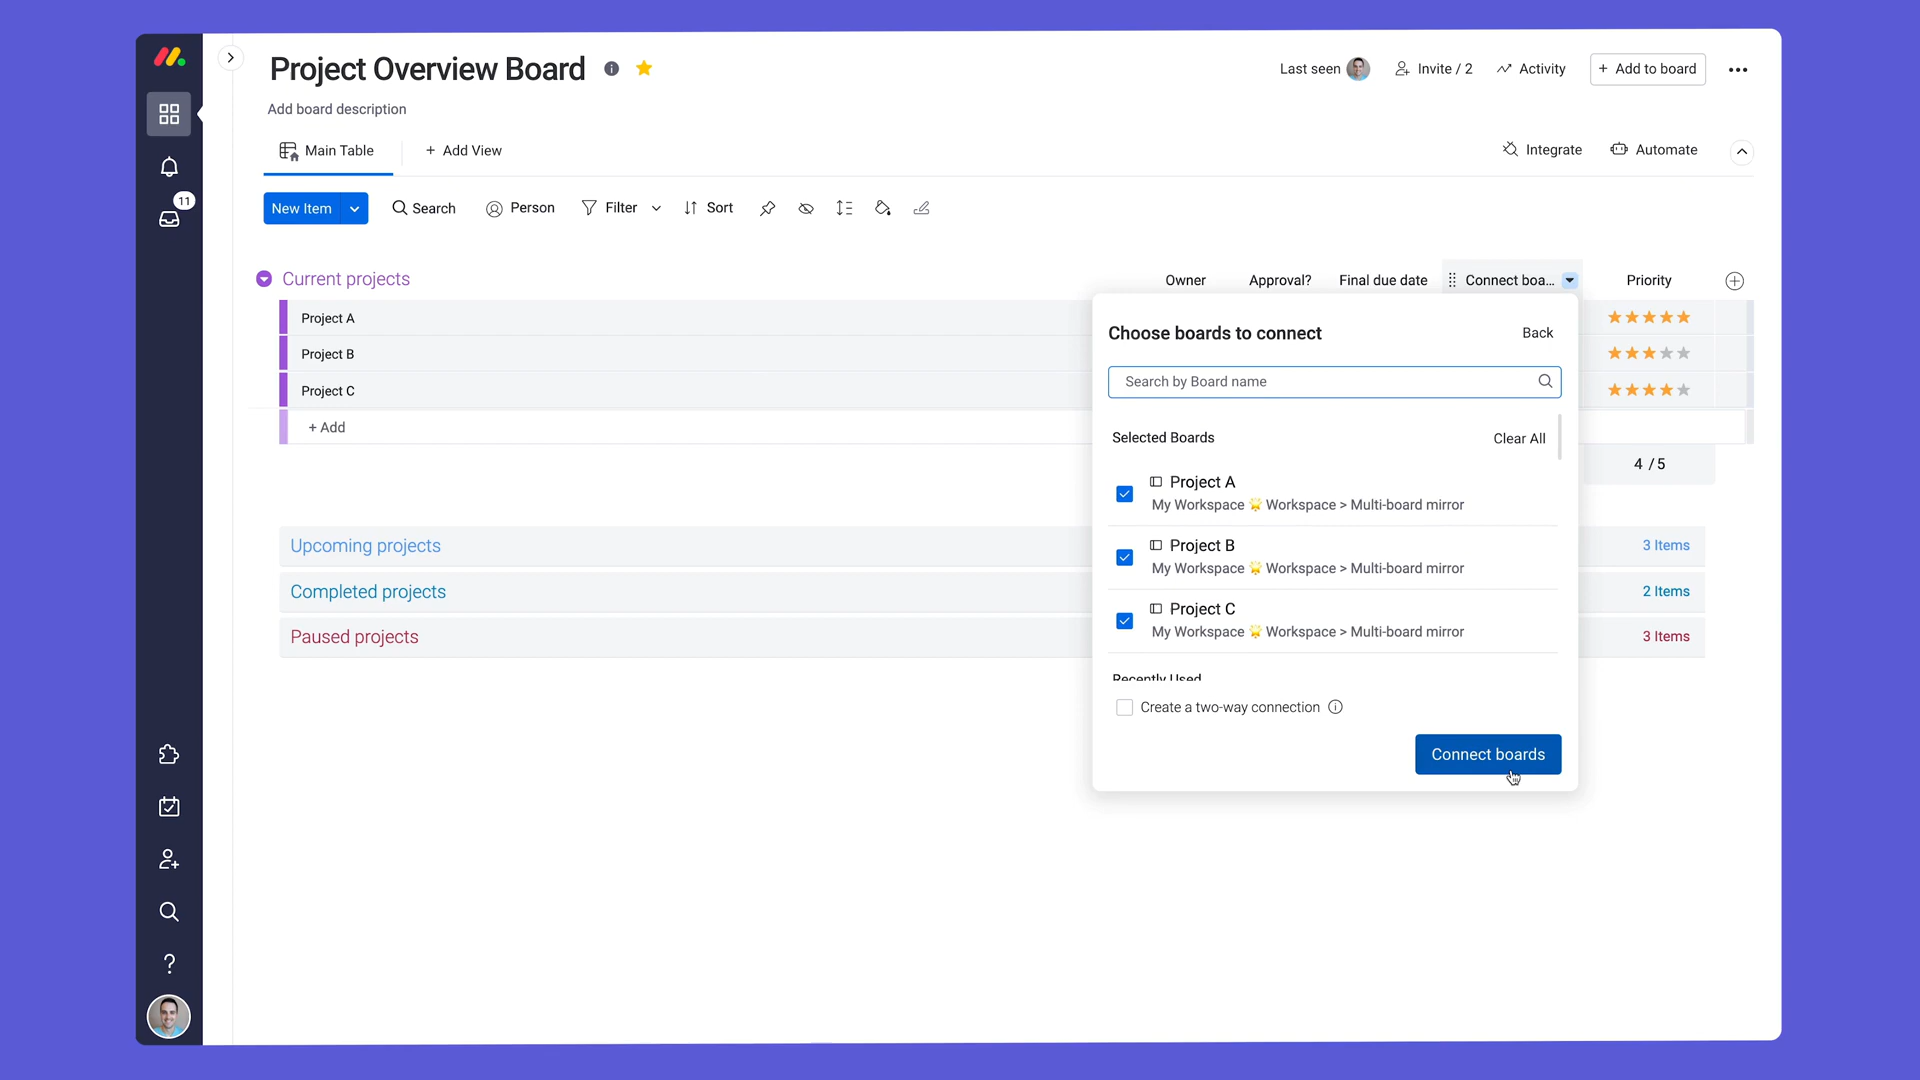 Project Overview Board
Last seen
Invite / 2
Activity
+ Add to board
Add board description
Main Table
+ Add View
Integrate
Automate
11
New Item
Search
Person
Filter
Sort
Current projects
Owner
Approval?
Final due date
Connect boa...
Priority
Project A
Project B
Project C
+ Add
4 / 5
Upcoming projects
3 Items
Completed projects
2 Items
Paused projects
3 Items
Choose boards to connect
Back
Search by Board name
Selected Boards
Clear All
Project A
My Workspace 🌟 Workspace > Multi-board mirror
Project B
My Workspace 🌟 Workspace > Multi-board mirror
Project C
My Workspace 🌟 Workspace > Multi-board mirror
Recently Used
Create a two-way connection
Connect boards